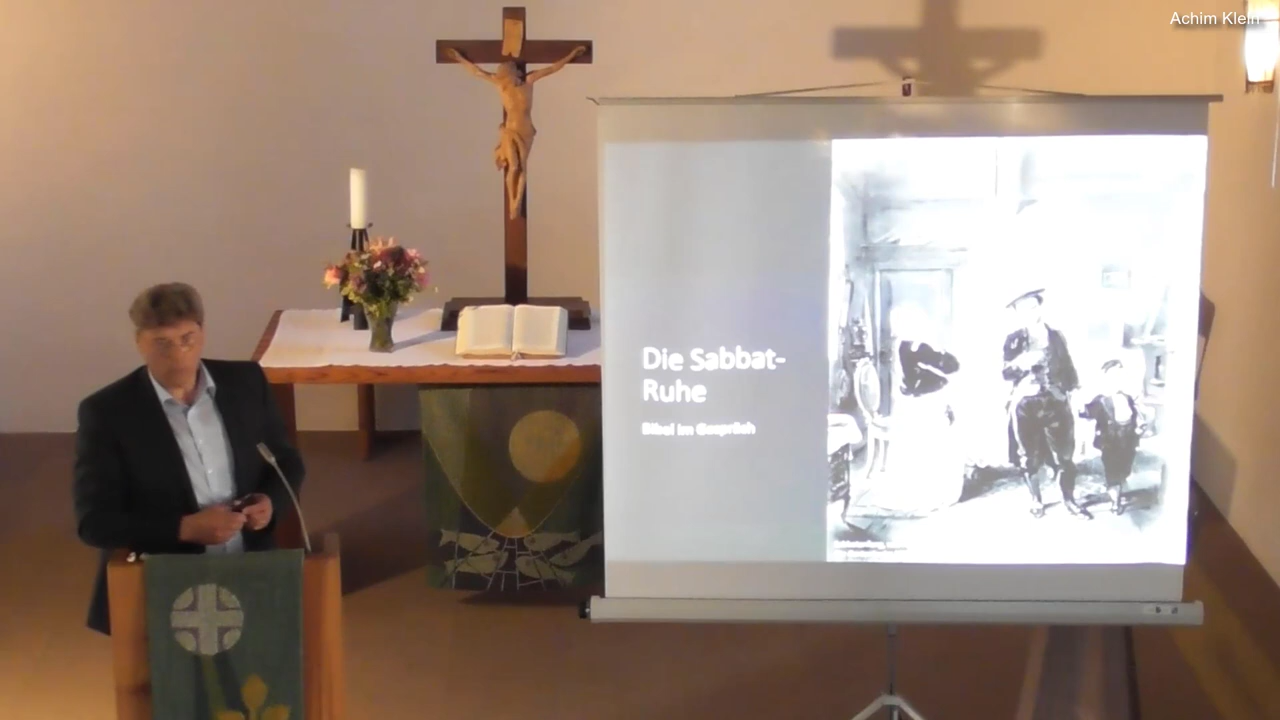 Achim Klein
Die Sabbat-
Ruhe
Bibel im Gespräch